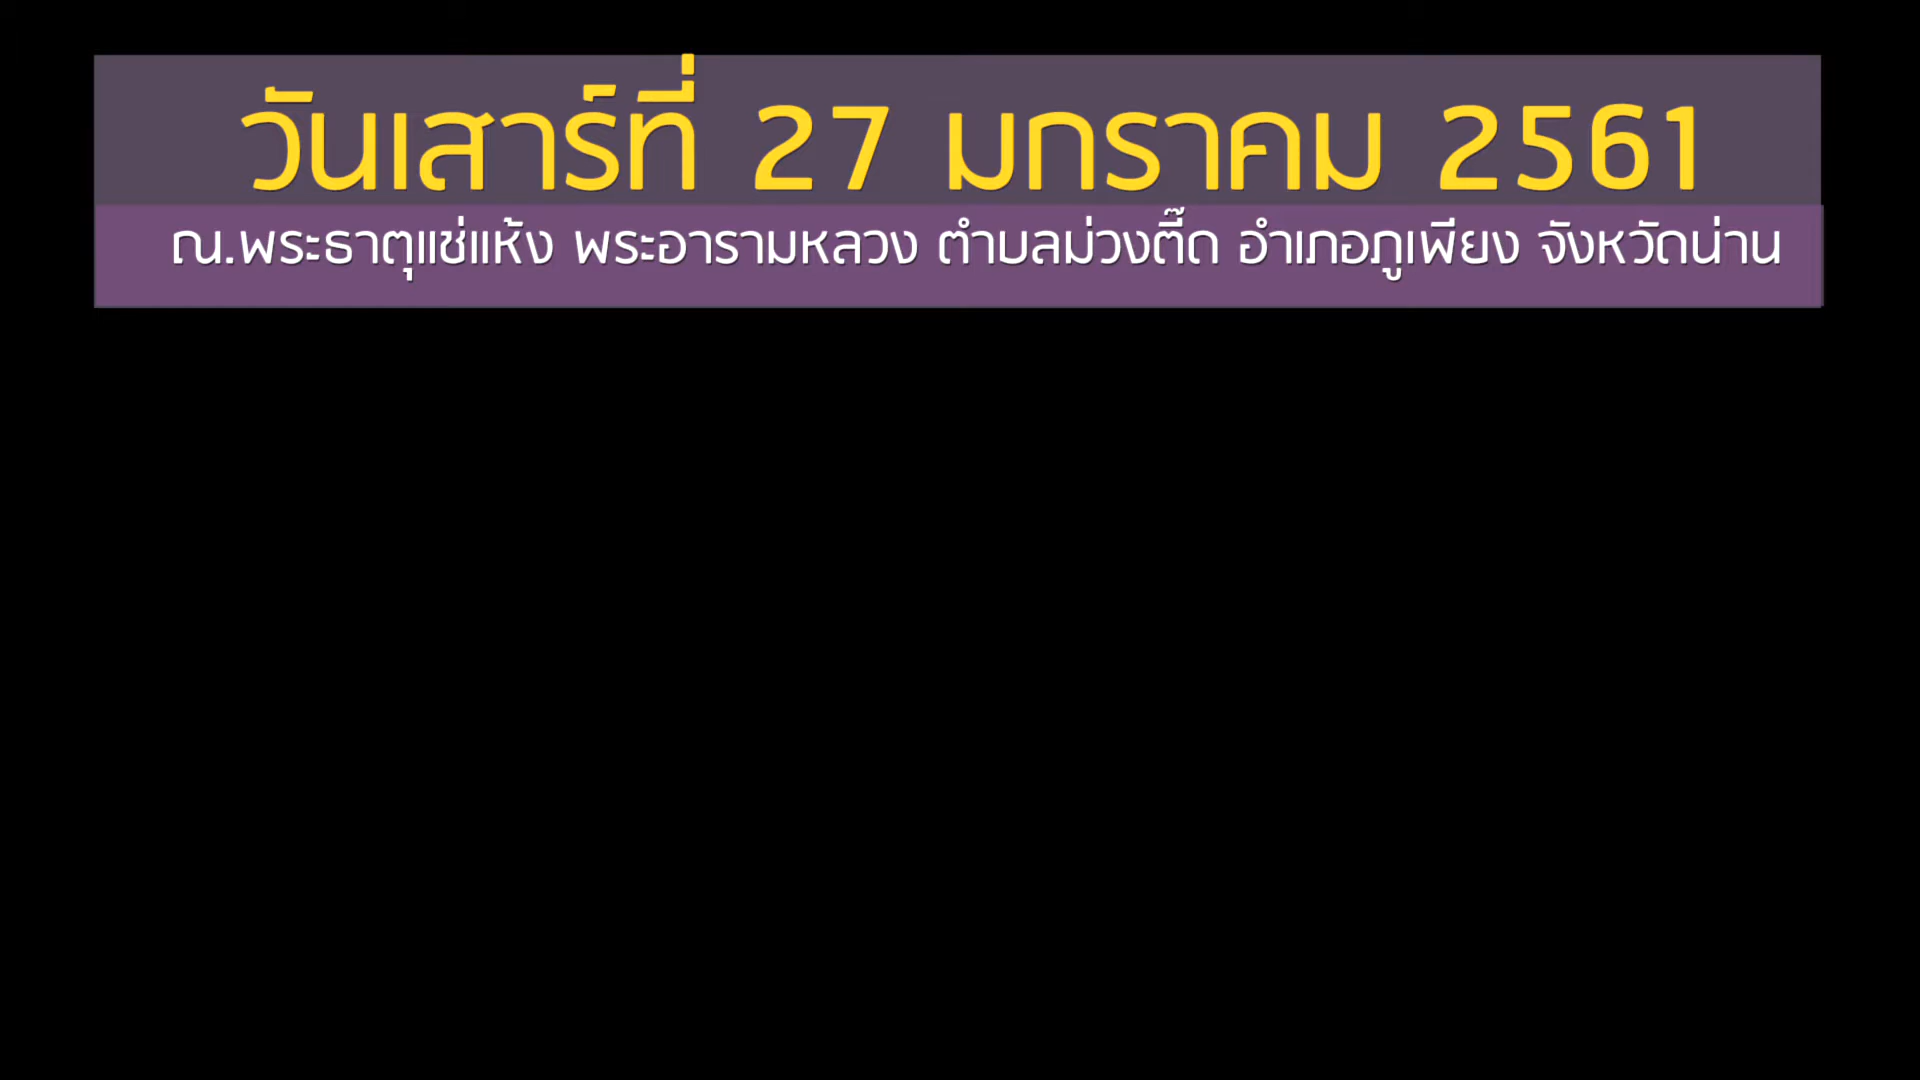 วันเสาร์ที่ 27 มกราคม 2561
ณ.พระธาตุแช่แห้ง พระอารามหลวง ตำบลม่วงตึ๊ด อำเภอภูเพียง จังหวัดน่าน